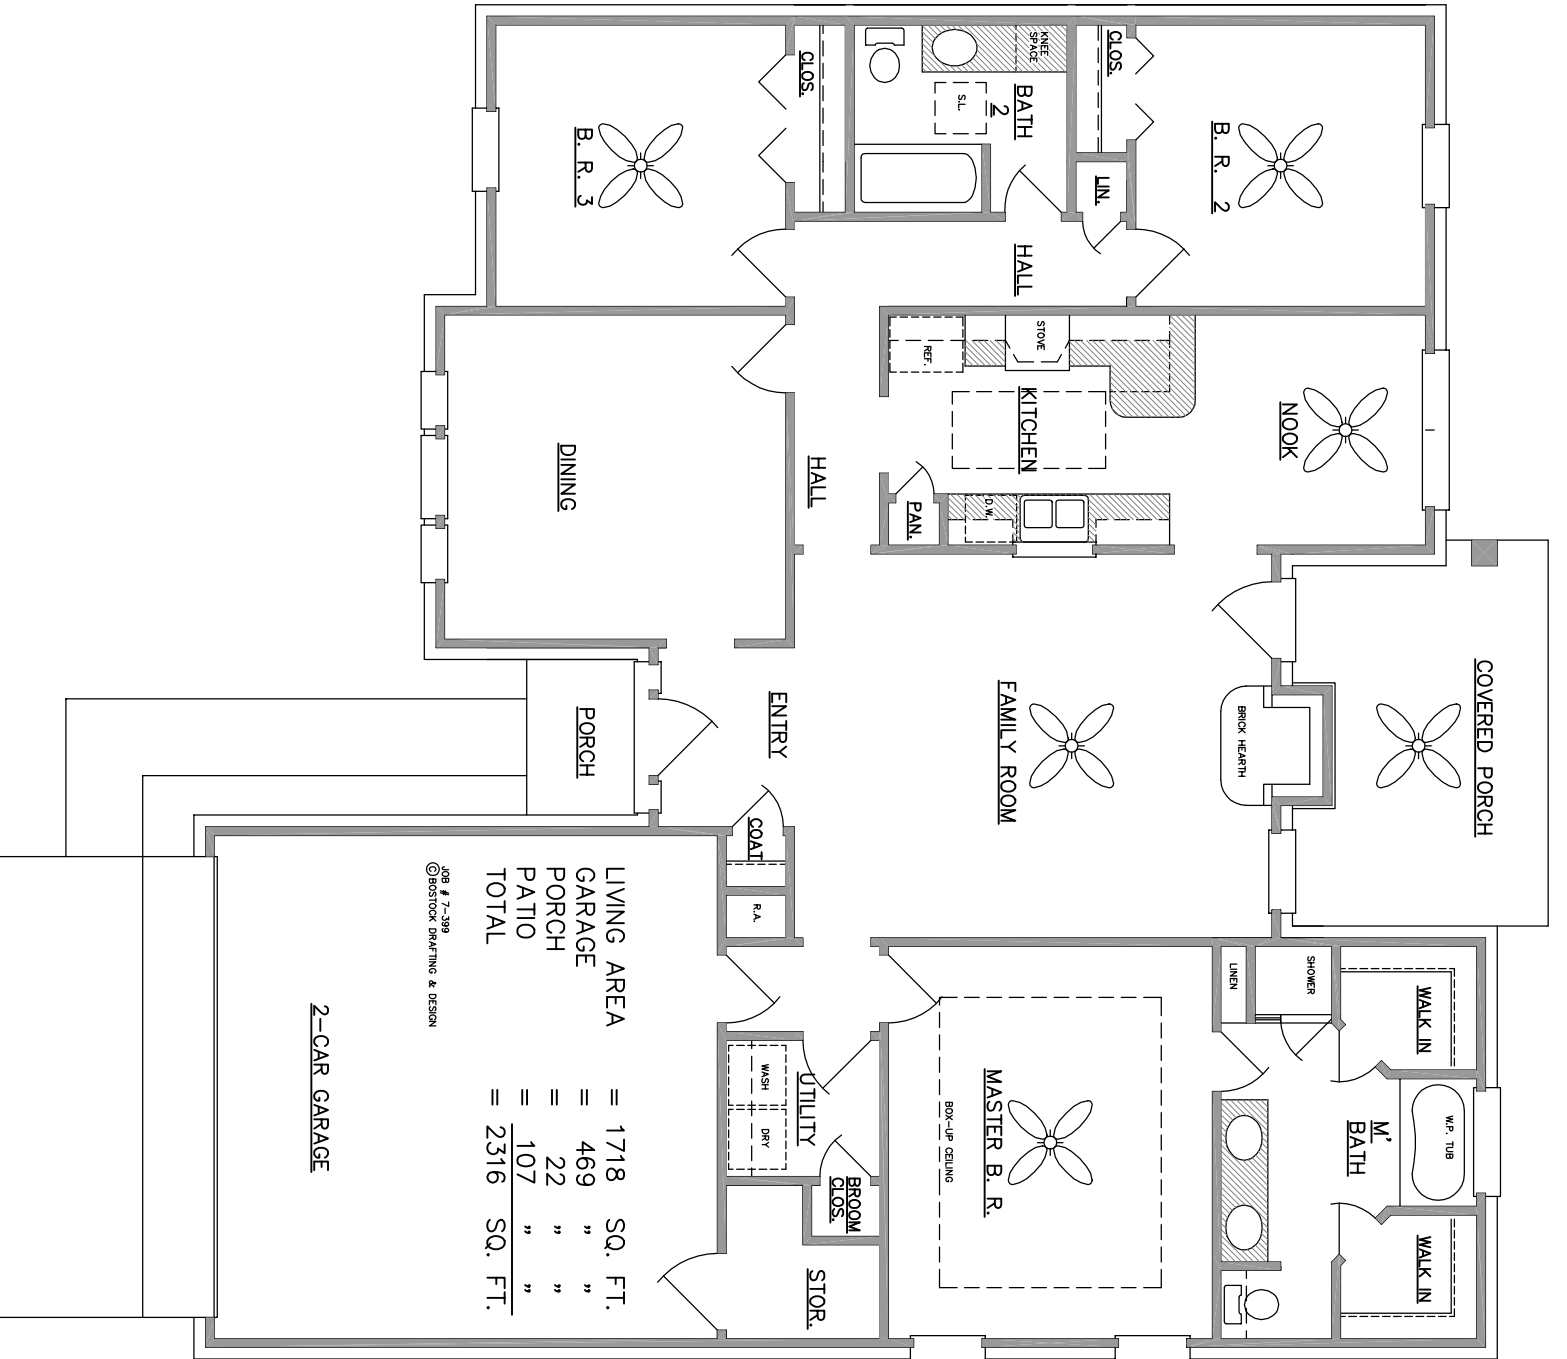 COVERED PORCH
WALK IN
W.P. TUB
WALK IN
M'
BATH
SHOWER
LINEN
BRICK HEARTH
NOOK
B. R. 2
CLOS.
LIN.
KNEE
SPACE
BATH
2
S.L.
HALL
STOVE
KITCHEN
REF.
D.W.
PAN.
FAMILY ROOM
MASTER B. R.
BOX-UP CEILING
CLOS.
B. R. 3
HALL
DINING
ENTRY
PORCH
COAT
R.A.
UTILITY
WASH
DRY
BROOM
CLOS.
STOR.
LIVING AREA = 1718 SQ. FT.
GARAGE = 469 " "
PORCH = 22 " "
PATIO = 107 " "
TOTAL = 2316 SQ. FT.
JOB # 7-399
©BOSTOCK DRAFTING & DESIGN
2-CAR GARAGE